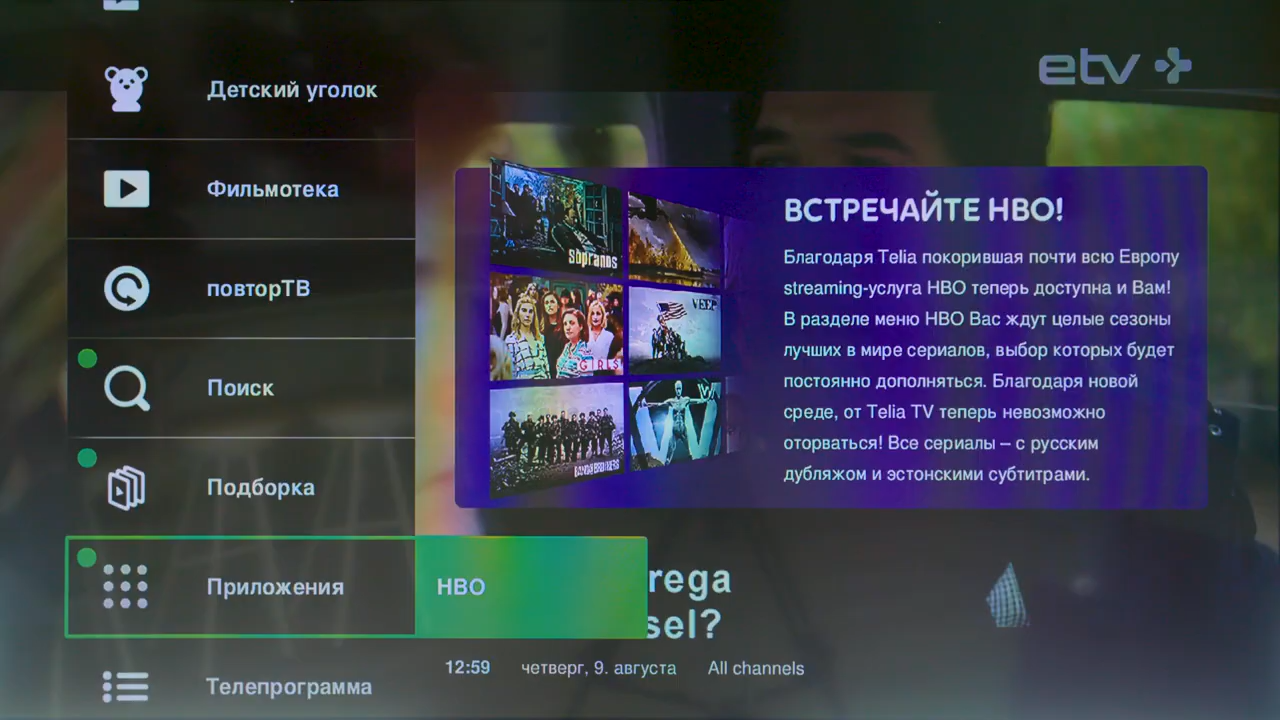 etv
Детский уголок
Фильмотека
повторТВ
Поиск
Подборка
Приложения
HBO
Телепрограмма
Sopranos
VEEP
GIRLS
BAND OF BROTHERS
W
ВСТРЕЧАЙТЕ HBO!
Благодаря Telia покорившая почти всю Европу
streaming-услуга HBO теперь доступна и Вам!
В разделе меню HBO Вас ждут целые сезоны
лучших в мире сериалов, выбор которых будет
постоянно дополняться. Благодаря новой
среде, от Telia TV теперь невозможно
оторваться! Все сериалы – с русским
дубляжом и эстонскими субтитрами.
rega
sel?
12:59 четверг, 9. августа All channels